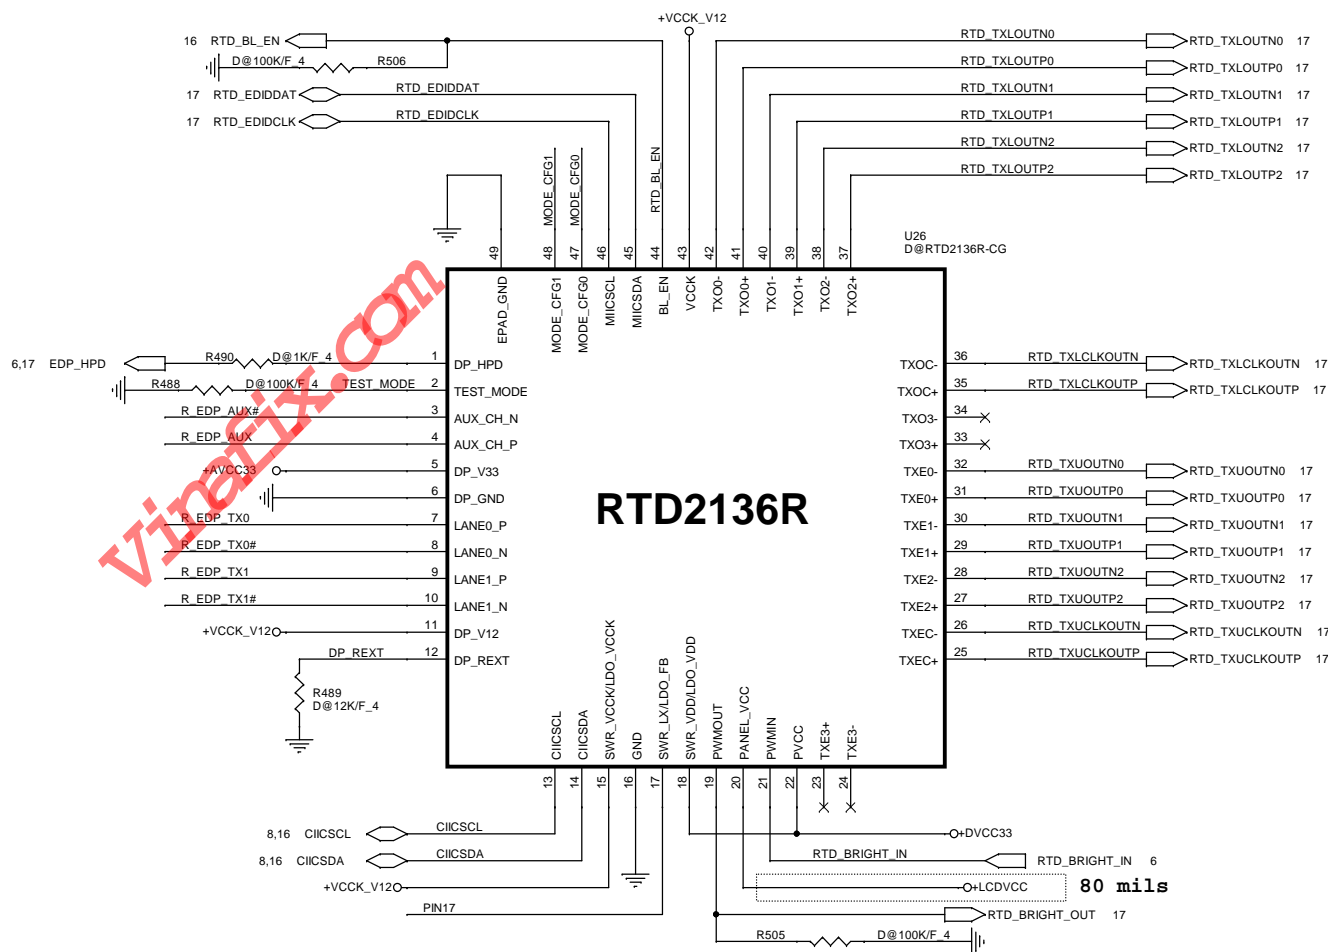 +VCCK_V12
16 RTD_BL_EN
D@100K/F_4 R506
17 RTD_EDIDDAT RTD_EDIDDAT
17 RTD_EDIDCLK RTD_EDIDCLK
MODE_CFG1
MODE_CFG0
RTD_BL_EN
RTD_TXLOUTN0 RTD_TXLOUTN0 17
RTD_TXLOUTP0 RTD_TXLOUTP0 17
RTD_TXLOUTN1 RTD_TXLOUTN1 17
RTD_TXLOUTP1 RTD_TXLOUTP1 17
RTD_TXLOUTN2 RTD_TXLOUTN2 17
RTD_TXLOUTP2 RTD_TXLOUTP2 17
U26
D@RTD2136R-CG
49 EPAD_GND
48 MODE_CFG1
47 MODE_CFG0
46 MIICSCL
45 MIICSDA
44 BL_EN
43 VCCK
42 TXO0-
41 TXO0+
40 TXO1-
39 TXO1+
38 TXO2-
37 TXO2+
6,17 EDP_HPD R490 D@1K/F_4 1 DP_HPD
R488 D@100K/F_4 TEST_MODE 2 TEST_MODE
R_EDP_AUX# 3 AUX_CH_N
R_EDP_AUX 4 AUX_CH_P
+AVCC33 5 DP_V33
6 DP_GND
R_EDP_TX0 7 LANE0_P
R_EDP_TX0# 8 LANE0_N
R_EDP_TX1 9 LANE1_P
R_EDP_TX1# 10 LANE1_N
+VCCK_V12 11 DP_V12
DP_REXT 12 DP_REXT
R489
D@12K/F_4
RTD2136R
vinafix.com
TXOC- 36 RTD_TXLCLKOUTN RTD_TXLCLKOUTN 17
TXOC+ 35 RTD_TXLCLKOUTP RTD_TXLCLKOUTP 17
TXO3- 34
TXO3+ 33
TXE0- 32 RTD_TXUOUTN0 RTD_TXUOUTN0 17
TXE0+ 31 RTD_TXUOUTP0 RTD_TXUOUTP0 17
TXE1- 30 RTD_TXUOUTN1 RTD_TXUOUTN1 17
TXE1+ 29 RTD_TXUOUTP1 RTD_TXUOUTP1 17
TXE2- 28 RTD_TXUOUTN2 RTD_TXUOUTN2 17
TXE2+ 27 RTD_TXUOUTP2 RTD_TXUOUTP2 17
TXEC- 26 RTD_TXUCLKOUTN RTD_TXUCLKOUTN 17
TXEC+ 25 RTD_TXUCLKOUTP RTD_TXUCLKOUTP 17
CIICSCL 13
CIICSDA 14
SWR_VCCK/LDO_VCCK 15
GND 16
SWR_LX/LDO_FB 17
SWR_VDD/LDO_VDD 18
PWMOUT 19
PANEL_VCC 20
PWMIN 21
PVCC 22
TXE3+ 23
TXE3- 24
8,16 CIICSCL CIICSCL
8,16 CIICSDA CIICSDA
+VCCK_V12
PIN17
+DVCC33
RTD_BRIGHT_IN RTD_BRIGHT_IN 6
+LCDVCC 80 mils
RTD_BRIGHT_OUT 17
R505 D@100K/F_4